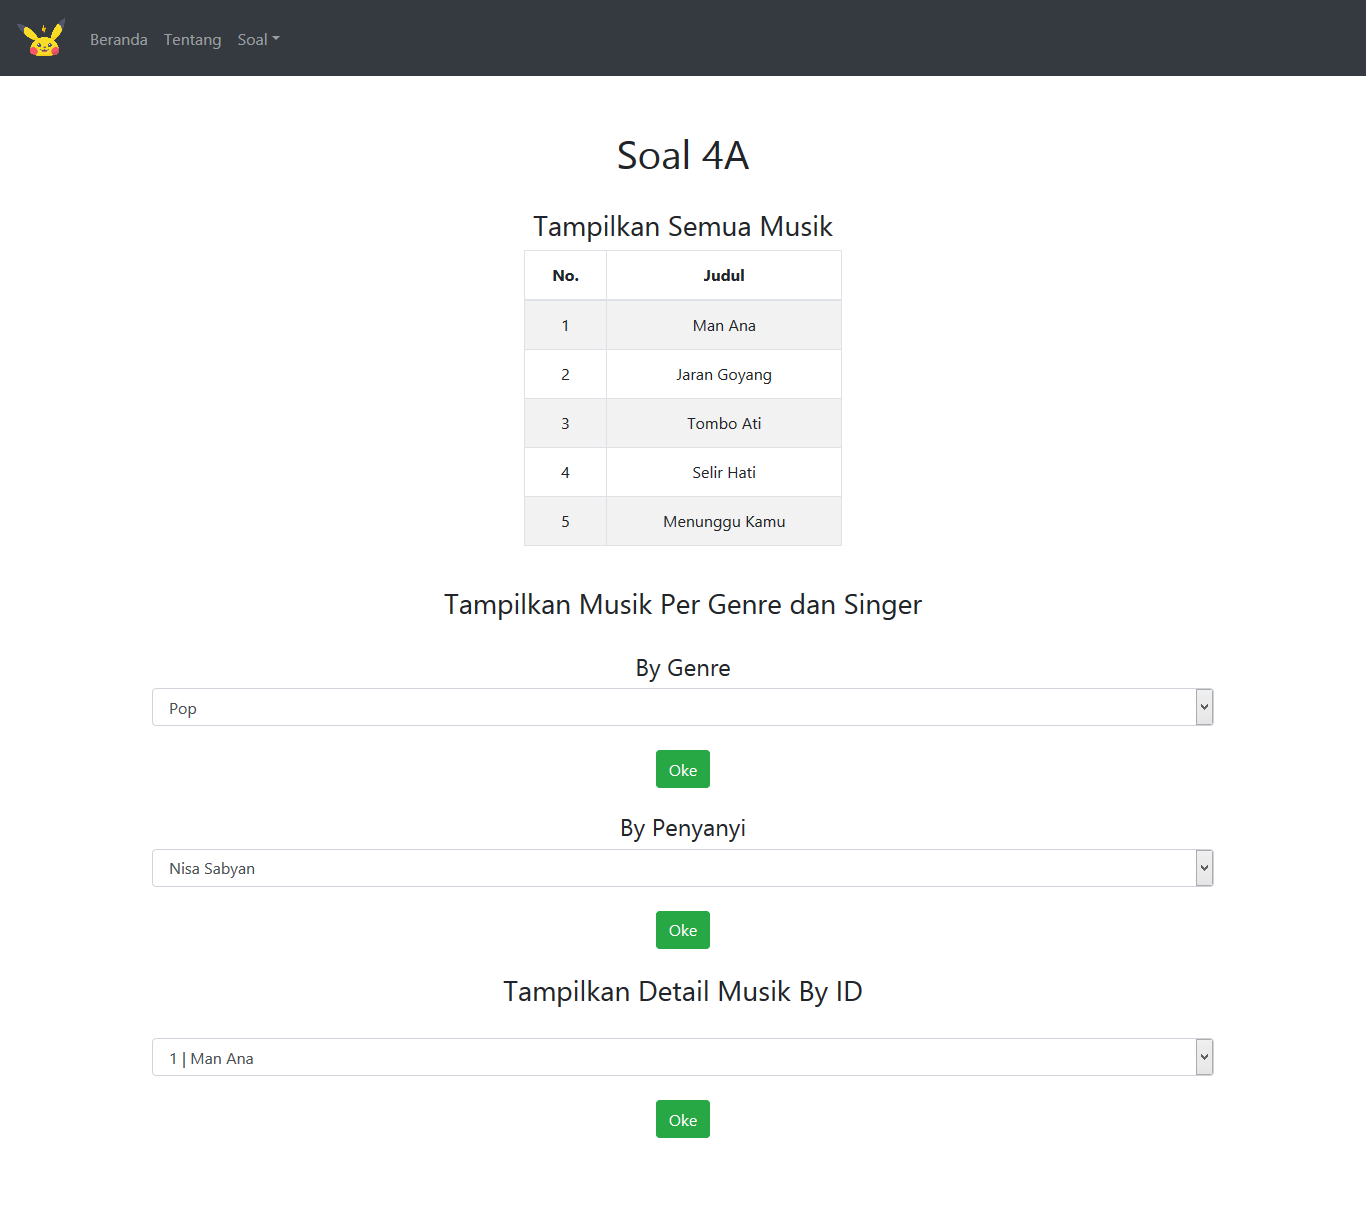 Beranda Tentang Soal
Soal 4A
Tampilkan Semua Musik
No. Judul
1 Man Ana
2 Jaran Goyang
3 Tombo Ati
4 Selir Hati
5 Menunggu Kamu
Tampilkan Musik Per Genre dan Singer
By Genre
Pop
Oke
By Penyanyi
Nisa Sabyan
Oke
Tampilkan Detail Musik By ID
1 | Man Ana
Oke